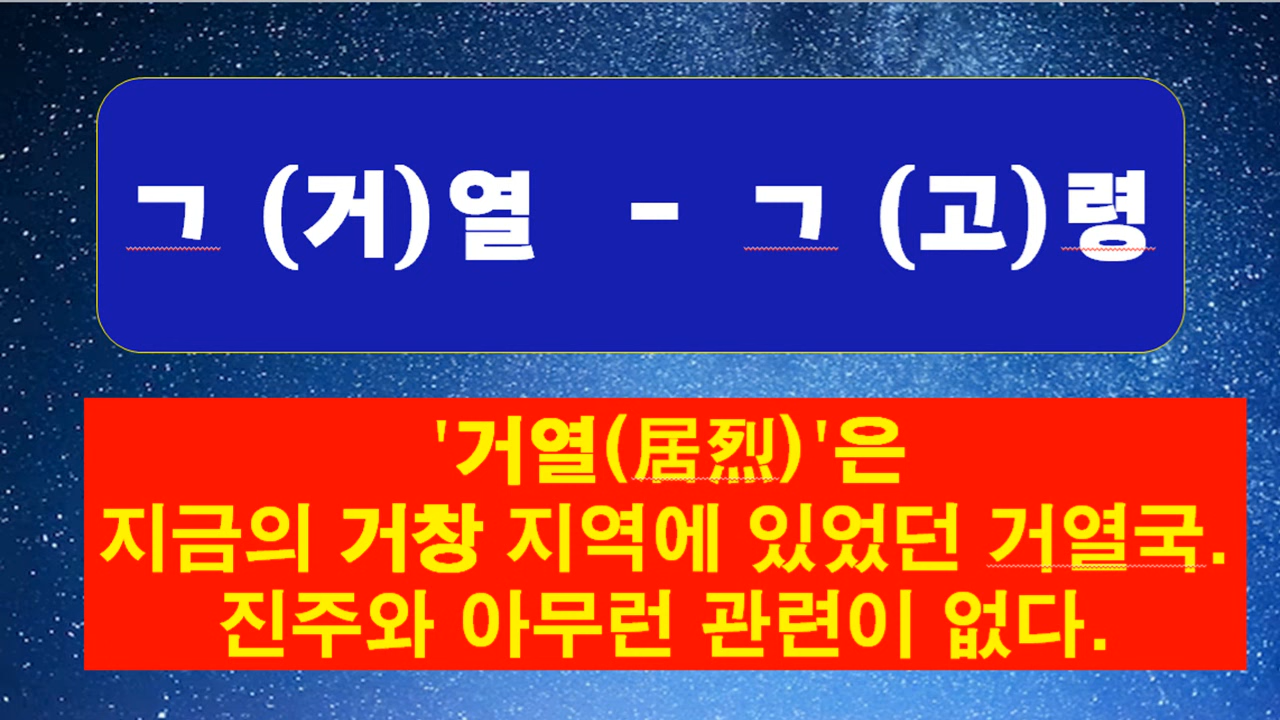 ㄱ (거)열 - ㄱ (고)령
'거열(居烈)'은
지금의 거창 지역에 있었던 거열국.
진주와 아무런 관련이 없다.